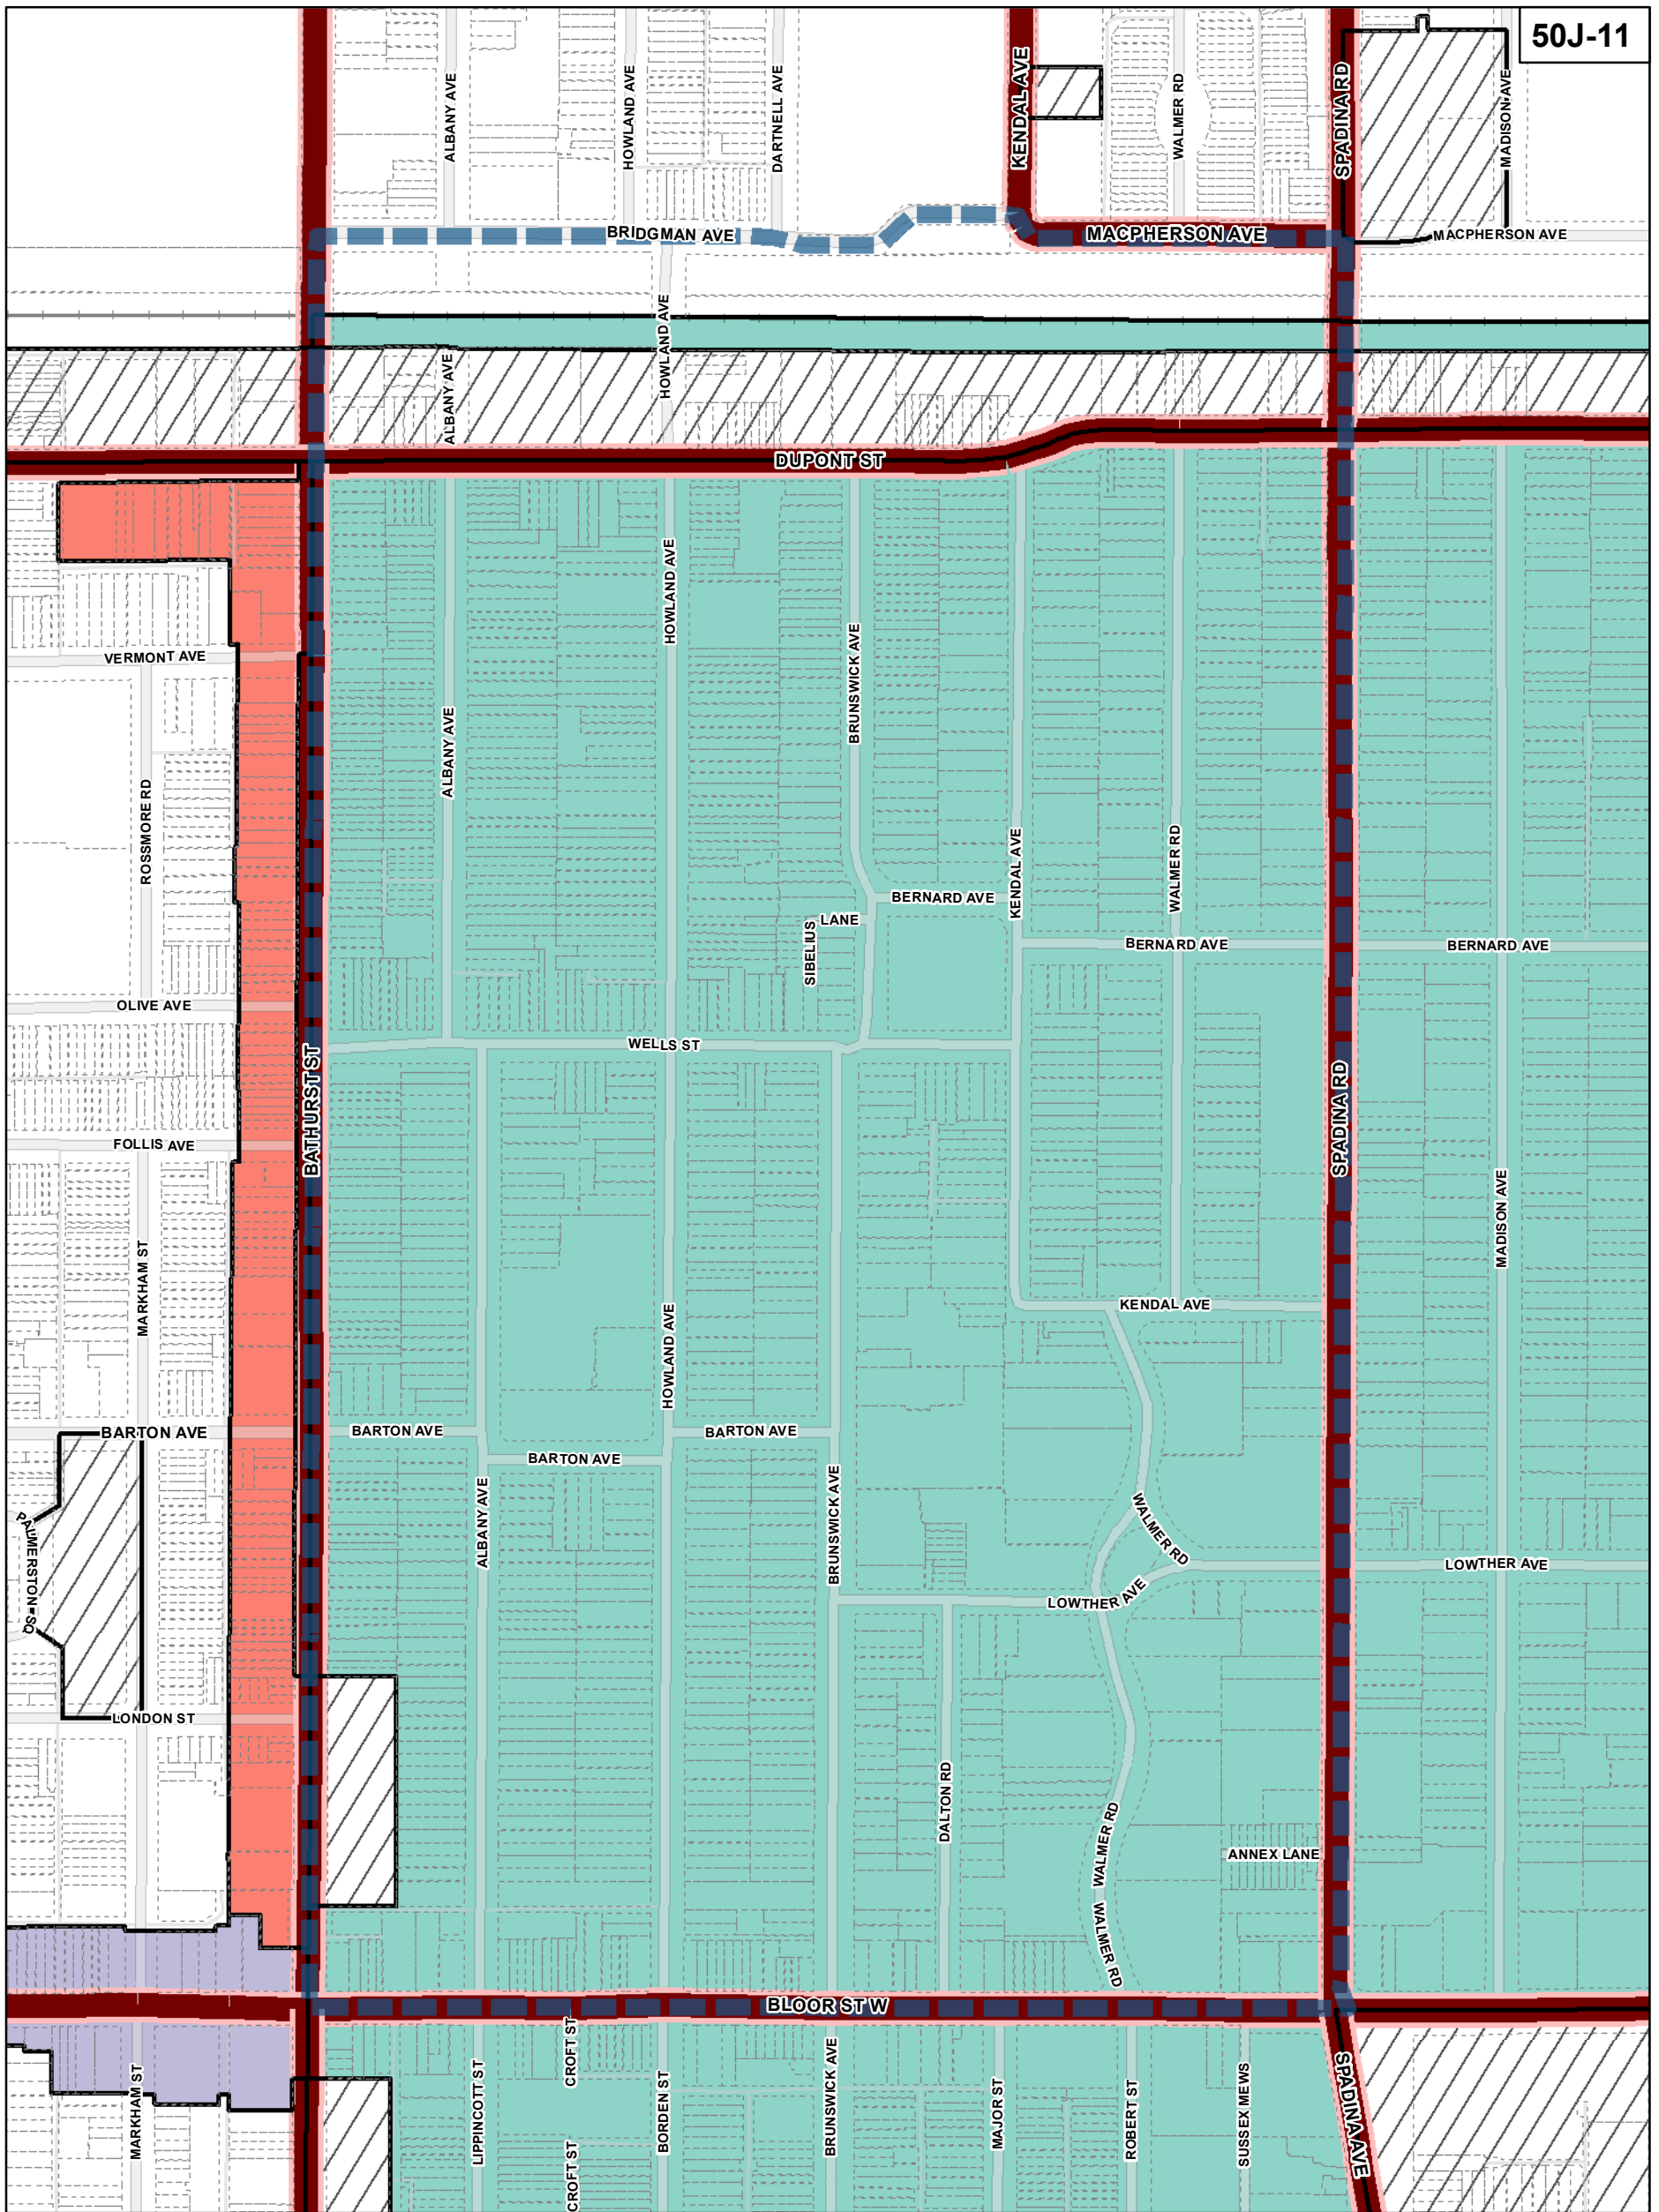 50J-11
ALBANY AVE
HOWLAND AVE
DARTNELL AVE
KENDAL AVE
WALMER RD
SPADINA RD
MADISON AVE
BRIDGMAN AVE
MACPHERSON AVE
MACPHERSON AVE
HOWLAND AVE
ALBANY AVE
DUPONT ST
VERMONT AVE
HOWLAND AVE
BRUNSWICK AVE
ALBANY AVE
ROSSMORE RD
KENDAL AVE
WALMER RD
BERNARD AVE
SIBELIUS
LANE
BERNARD AVE
BERNARD AVE
OLIVE AVE
WELLS ST
BATHURST ST
SPADINA RD
FOLLIS AVE
MADISON AVE
MARKHAM ST
KENDAL AVE
HOWLAND AVE
BARTON AVE
BARTON AVE
BARTON AVE
BARTON AVE
PALMERSTON SQ
ALBANY AVE
BRUNSWICK AVE
WALMER RD
LOWTHER AVE
LOWTHER AVE
LONDON ST
DALTON RD
WALMER RD
ANNEX LANE
WALMER RD
BLOOR ST W
MARKHAM ST
LIPPINCOTT ST
CROFT ST
CROFT ST
BORDEN ST
BRUNSWICK AVE
MAJOR ST
ROBERT ST
SUSSEX MEWS
SPADINA AVE